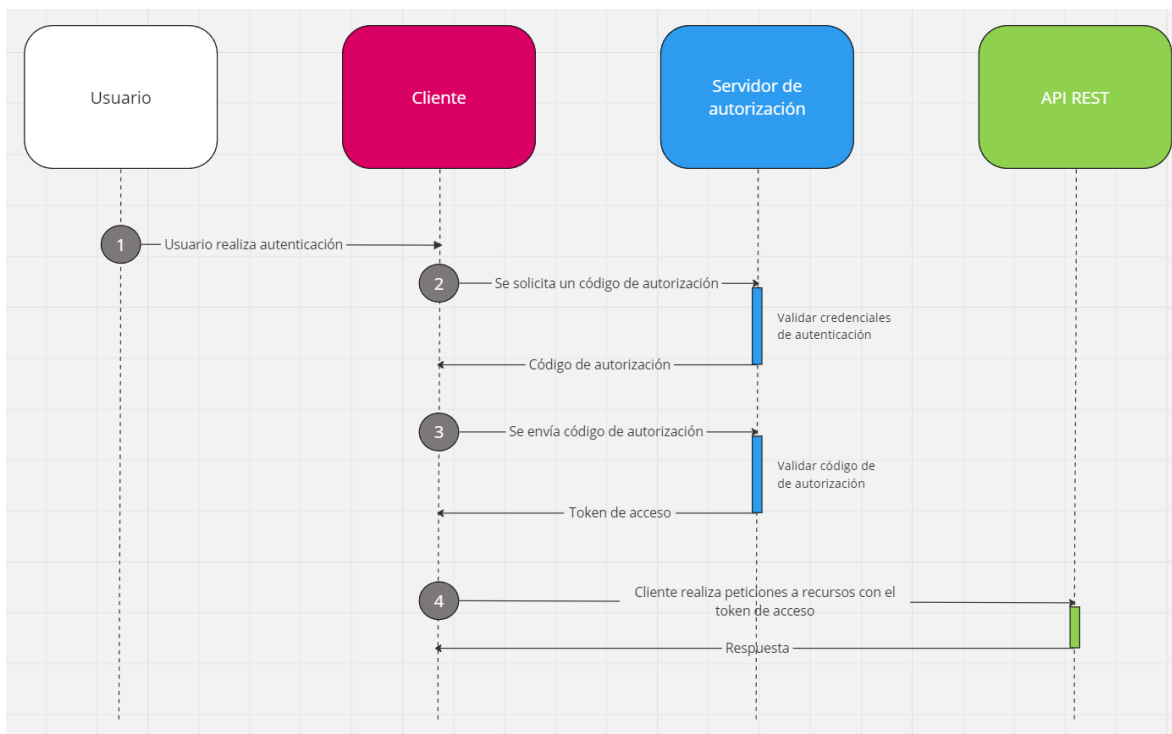 Usuario
Cliente
Servidor de
autorización
API REST
1
Usuario realiza autenticación
2
Se solicita un código de autorización
Validar credenciales
de autenticación
Código de autorización
3
Se envía código de autorización
Validar código de
de autorización
Token de acceso
4
Cliente realiza peticiones a recursos con el
token de acceso
Respuesta